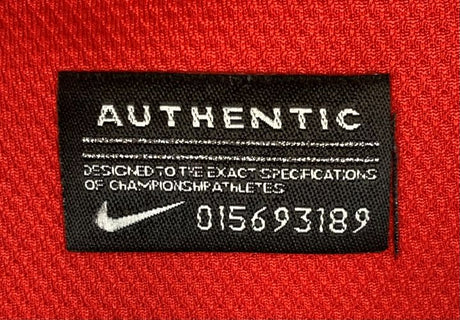 AUTHENTIC
DESIGNED TO THE EXACT SPECIFICATIONS
OF CHAMPIONSHIP ATHLETES
015693189